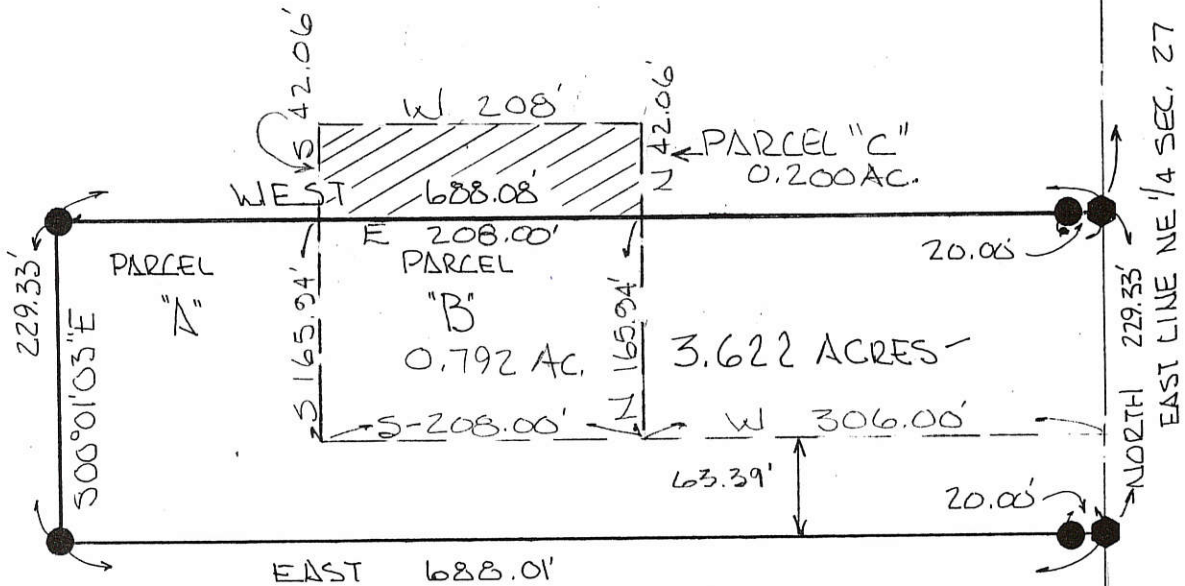 S 42.06'
W 208'
N 42.06'
PARCEL "C"
0.200 AC.
WEST 688.08'
E 208.00'
20.00'
PARCEL
"A"
PARCEL
"B"
0.792 AC.
S 165.94'
N 165.94'
3.622 ACRES
229.33'
S00°01'03"E
S-208.00'
W 306.00'
63.39'
20.00'
NORTH 229.33'
EAST LINE NE 1/4 SEC. 27
EAST 688.01'